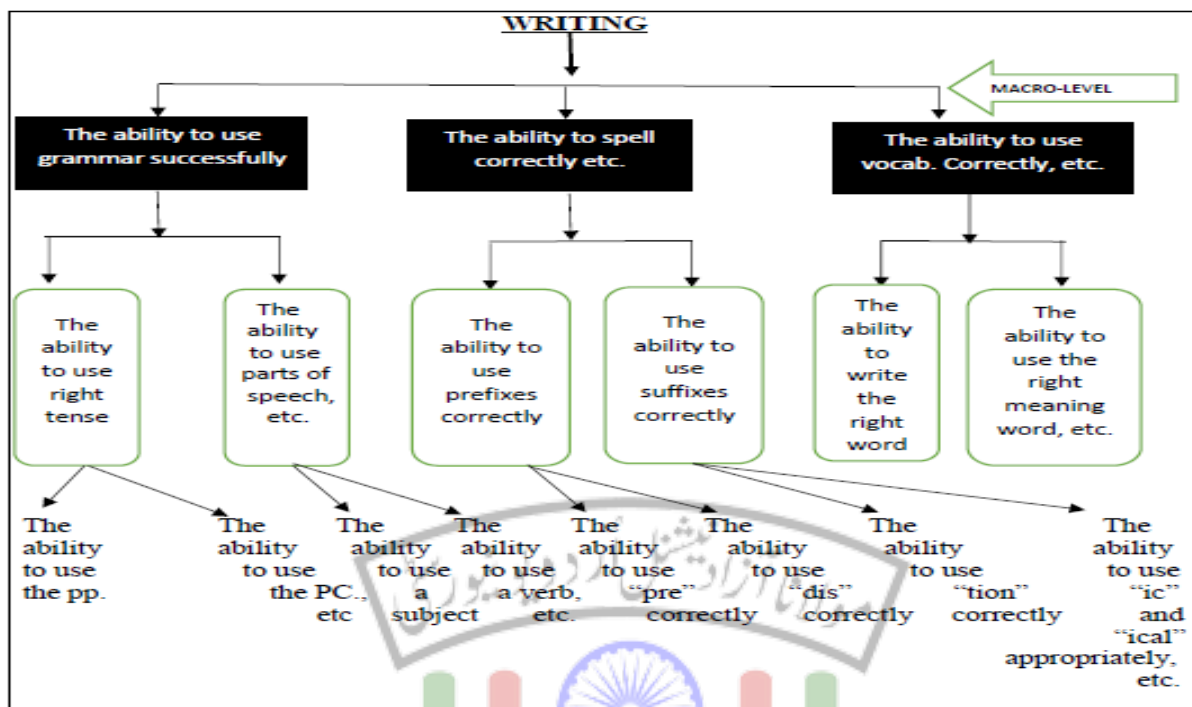 WRITING
MACRO-LEVEL
The ability to use
grammar successfully
The ability to spell
correctly etc.
The ability to use
vocab. Correctly, etc.
The
ability
to use
right
tense
The
ability
to use
parts of
speech,
etc.
The
ability to
use
prefixes
correctly
The
ability to
use
suffixes
correctly
The
ability
to
write
the
right
word
The
ability to
use the
right
meaning
word, etc.
The
ability
to use
the pp.
The
ability
to use
the PC.,
etc
The
ability
to use
a
subject
The
ability
to use
a verb,
etc.
The
ability
to use
“pre”
correctly
The
ability
to use
“dis”
correctly
The
ability
to use
“tion”
correctly
The
ability
to use
“ic”
and
“ical”
appropriately,
etc.
مولانا آزاد نیشنل اردو یونیورسٹی